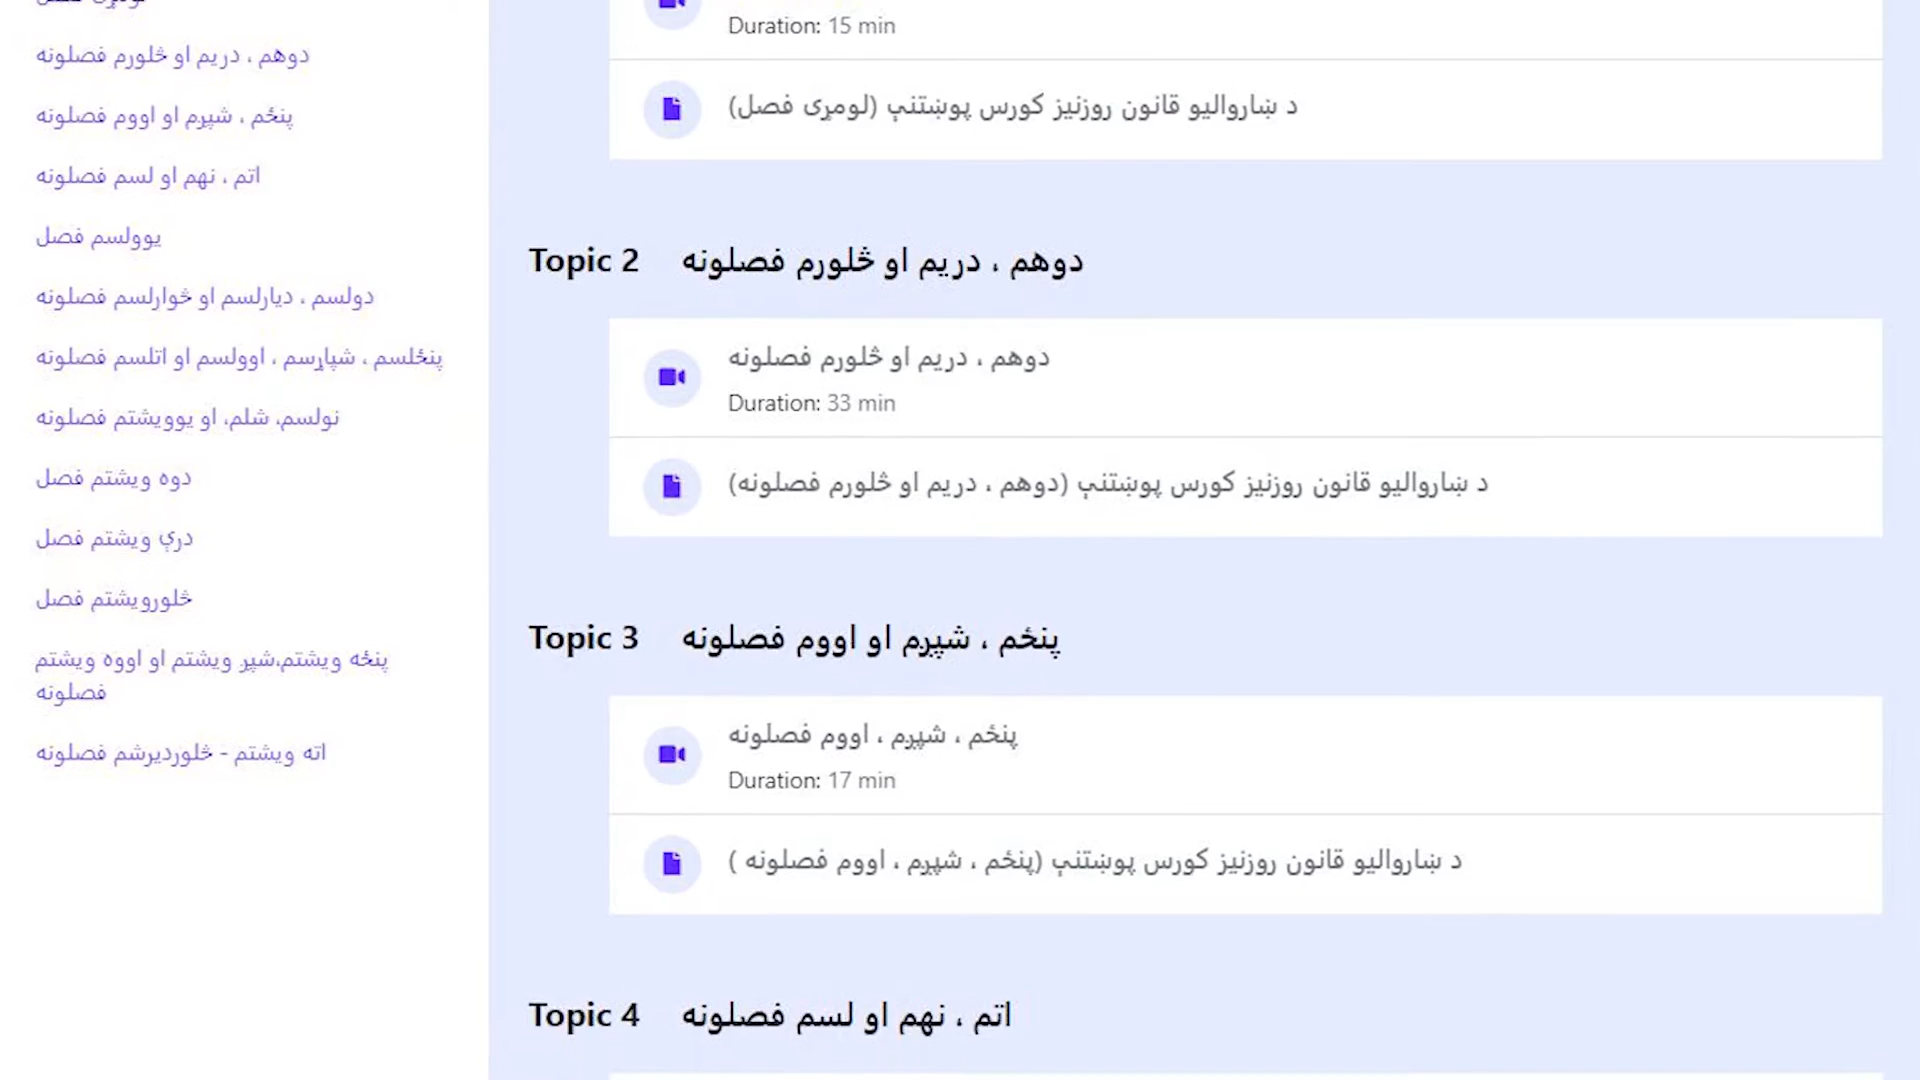 دوهم ، دریم او څلورم فصلونه
پنځم ، شپږم او اووم فصلونه
اتم ، نهم او لسم فصلونه
یوولسم فصل
دولسم ، دیارلسم او څوارلسم فصلونه
پنځلسم ، شپاړسم ، اوولسم او اتلسم فصلونه
نولسم، شلم، او یوویشتم فصلونه
دوه ویشتم فصل
درې ویشتم فصل
څلورویشتم فصل
پنځه ویشتم،شپږ ویشتم او اووه ویشتم
فصلونه
اته ویشتم - څلوردیرشم فصلونه
Duration: 15 min
د ښاروالیو قانون روزنیز کورس پوښتنې (لومړی فصل)
Topic 2 دوهم ، دریم او څلورم فصلونه
دوهم ، دریم او څلورم فصلونه
Duration: 33 min
د ښاروالیو قانون روزنیز کورس پوښتنې (دوهم ، دریم او څلورم فصلونه)
Topic 3 پنځم ، شپږم او اووم فصلونه
پنځم ، شپږم ، اووم فصلونه
Duration: 17 min
د ښاروالیو قانون روزنیز کورس پوښتنې (پنځم ، شپږم ، اووم فصلونه )
Topic 4 اتم ، نهم او لسم فصلونه